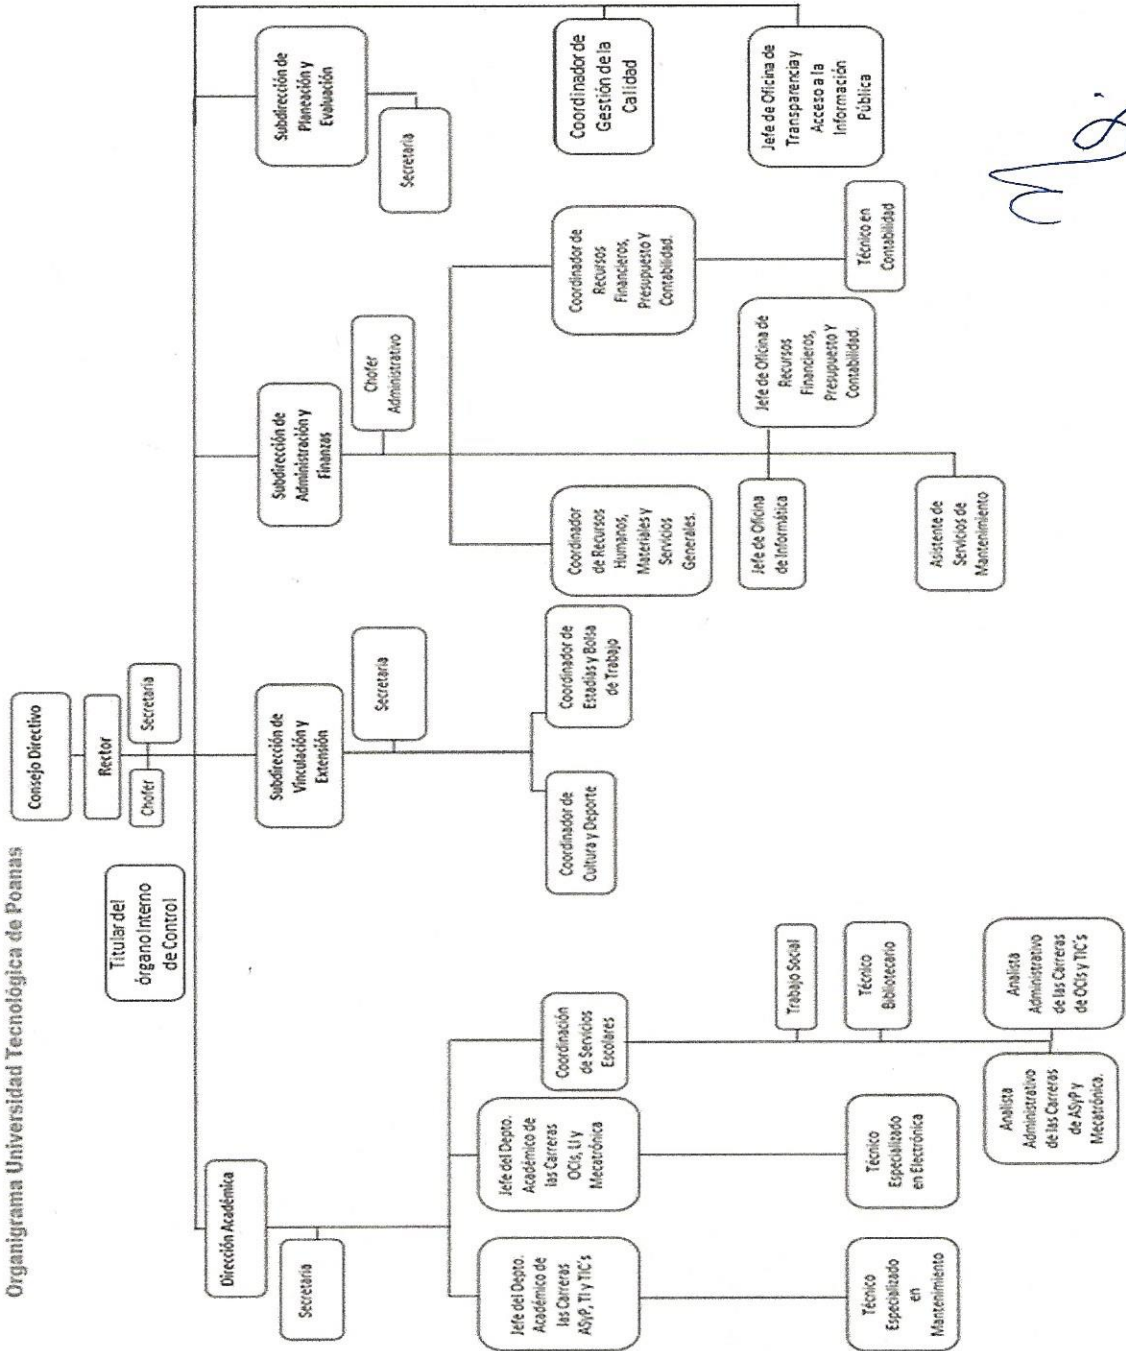 Organigrama Universidad Tecnológica de Poanas
Consejo Directivo
Rector
Chofer
Secretaria
Titular del
órgano Interno
de Control
Dirección Académica
Secretaria
Jefe del Depto.
Académico de
las Carreras
ASyP, TI y TIC's
Técnico
Especializado
en
Mantenimiento
Jefe del Depto.
Académico de
las Carreras
OCIs, LI y
Mecatrónica
Técnico
Especializado
en Electrónica
Coordinación
de Servicios
Escolares
Trabajo Social
Técnico
Bibliotecario
Analista
Administrativo
de las Carreras
de ASyP y
Mecatrónica.
Analista
Administrativo
de las Carreras
de OCIs y TIC's
Subdirección de
Vinculación y
Extensión
Secretaria
Coordinador de
Cultura y Deporte
Coordinador de
Estadías y Bolsa
de Trabajo
Subdirección de
Administración y
Finanzas
Chofer
Administrativo
Coordinador
de Recursos
Humanos,
Materiales y
Servicios
Generales.
Coordinador de
Recursos
Financieros,
Presupuesto Y
Contabilidad.
Jefe de Oficina
de Informática
Jefe de Oficina de
Recursos
Financieros,
Presupuesto Y
Contabilidad.
Técnico en
Contabilidad
Asistente de
Servicios de
Mantenimiento
Subdirección de
Planeación y
Evaluación
Secretaria
Coordinador de
Gestión de la
Calidad
Jefe de Oficina de
Transparencia y
Acceso a la
Información
Pública